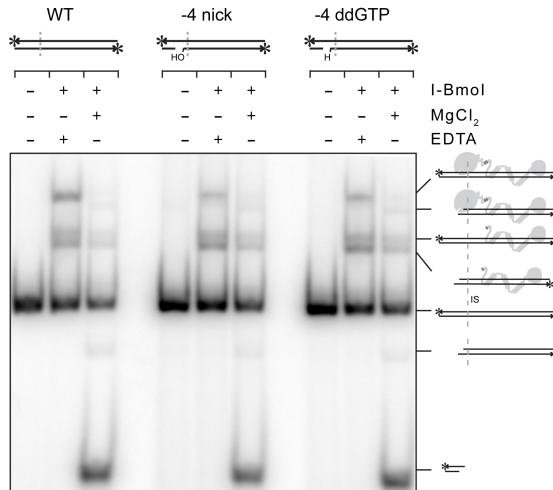 WT -4 nick -4 ddGTP
* * * * * *
HO H
- + + - + + - + + I-BmoI
- - + - - + - - + MgCl₂
- + - - + - - + - EDTA
*
*
*
IS
*
*